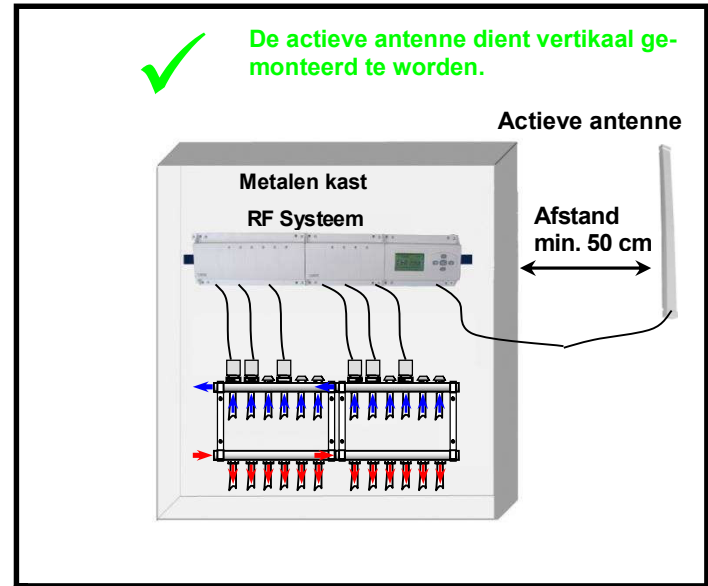 De actieve antenne dient vertikaal ge-
monteerd te worden.
Actieve antenne
Metalen kast
RF Systeem
Afstand
min. 50 cm